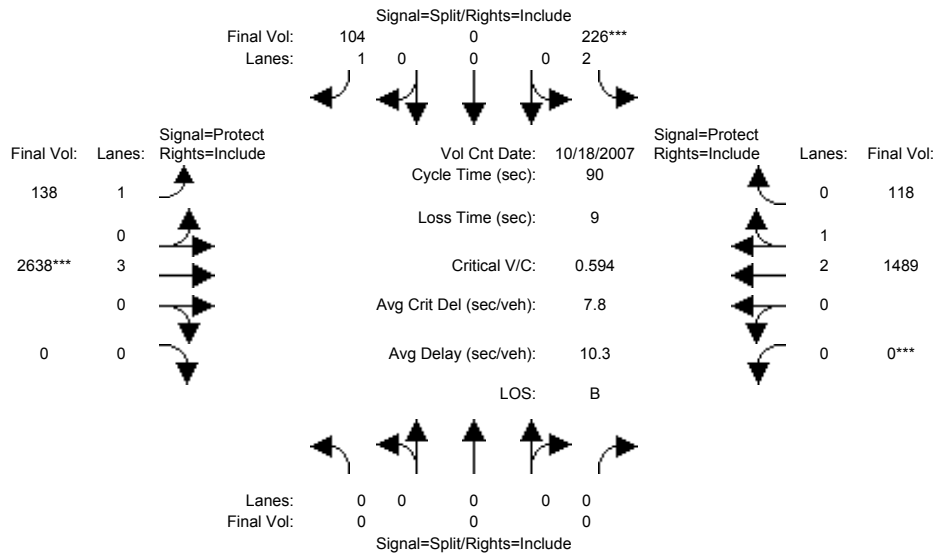 Signal=Split/Rights=Include
Final Vol: 104 0 226***
Lanes: 1 0 0 0 2
Signal=Protect Signal=Protect
Final Vol: Lanes: Rights=Include Vol Cnt Date: 10/18/2007 Rights=Include Lanes: Final Vol:
Cycle Time (sec): 90
138 1 0 118
Loss Time (sec): 9
0 1
2638*** 3 Critical V/C: 0.594 2 1489
0 Avg Crit Del (sec/veh): 7.8 0
0 0 Avg Delay (sec/veh): 10.3 0 0***
LOS: B
Lanes: 0 0 0 0 0
Final Vol: 0 0 0
Signal=Split/Rights=Include